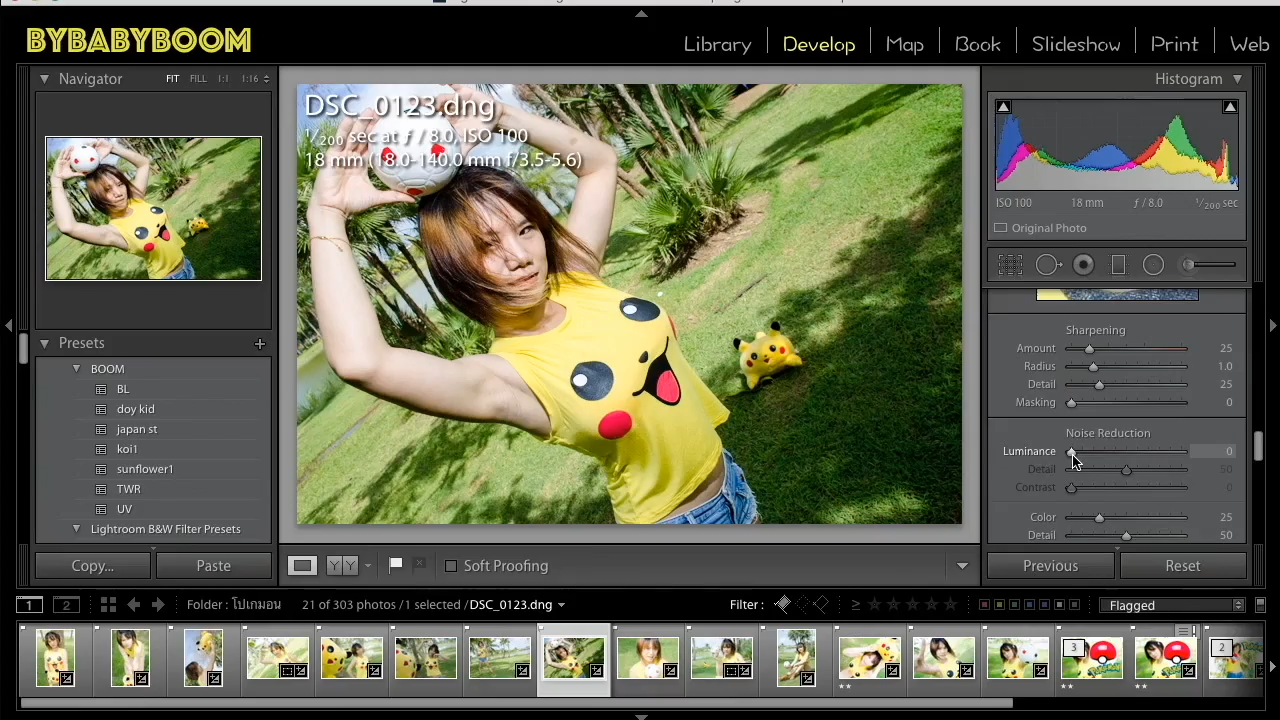 BYBABYBOOM
Library
Develop
Map
Book
Slideshow
Print
Web
Navigator
FIT
FILL
1:1
1:16
Presets
+
BOOM
BL
doy kid
japan st
koi1
sunflower1
TWR
UV
Lightroom B&W Filter Presets
Copy...
Paste
DSC_0123.dng
1/200 sec at ƒ / 8.0, ISO 100
18 mm (18.0-140.0 mm f/3.5-5.6)
Histogram
ISO 100
18 mm
ƒ / 8.0
1/200 sec
Original Photo
Sharpening
Amount 25
Radius 1.0
Detail 25
Masking 0
Noise Reduction
Luminance 0
Detail 50
Contrast 0
Color 25
Detail 50
Previous
Reset
YY
Soft Proofing
1
2
Folder : โปเกมอน
21 of 303 photos /1 selected /DSC_0123.dng
Filter :
≥
Flagged
3
2